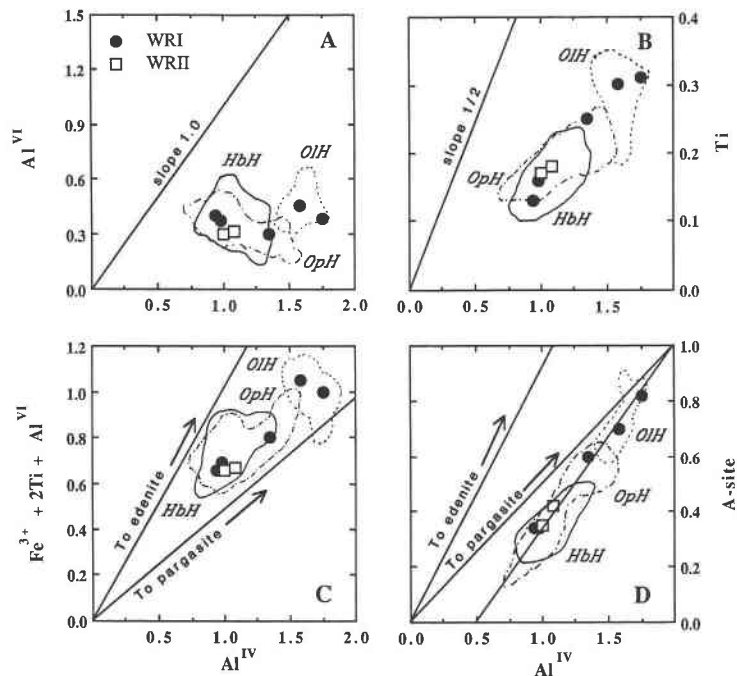 A
● WRI
□ WRII
Al^VI
1.5
1.2
0.9
0.6
0.3
0.0
slope 1.0
HbH
OlH
OpH
0.5 1.0 1.5 2.0
B
Ti
0.4
0.3
0.2
0.1
0.0
slope 1/2
OlH
OpH
HbH
0.0 0.5 1.0 1.5
C
Fe^3+ + 2Ti + Al^VI
1.2
1.0
0.8
0.6
0.4
0.2
0.0
To edenite
To pargasite
OlH
OpH
HbH
0.0 0.5 1.0 1.5 2.0
Al^IV
D
A-site
1.0
0.8
0.6
0.4
0.2
0.0
To edenite
To pargasite
OlH
OpH
HbH
0.0 0.5 1.0 1.5 2.0
Al^IV